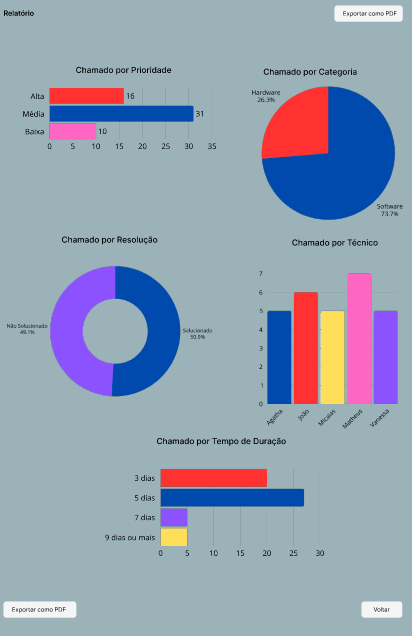 Relatório
Exportar como PDF
Chamado por Prioridade
Alta
16
Média
31
Baixa
10
0 5 10 15 20 25 30 35
Chamado por Categoria
Hardware
26.3%
Software
73.7%
Chamado por Resolução
Não Solucionado
49.1%
Solucionado
50.9%
Chamado por Técnico
7
6
5
4
3
2
1
0
Agatha
João
Micaias
Matheus
Vanessa
Chamado por Tempo de Duração
3 dias
5 dias
7 dias
9 dias ou mais
0 5 10 15 20 25 30
Exportar como PDF
Voltar